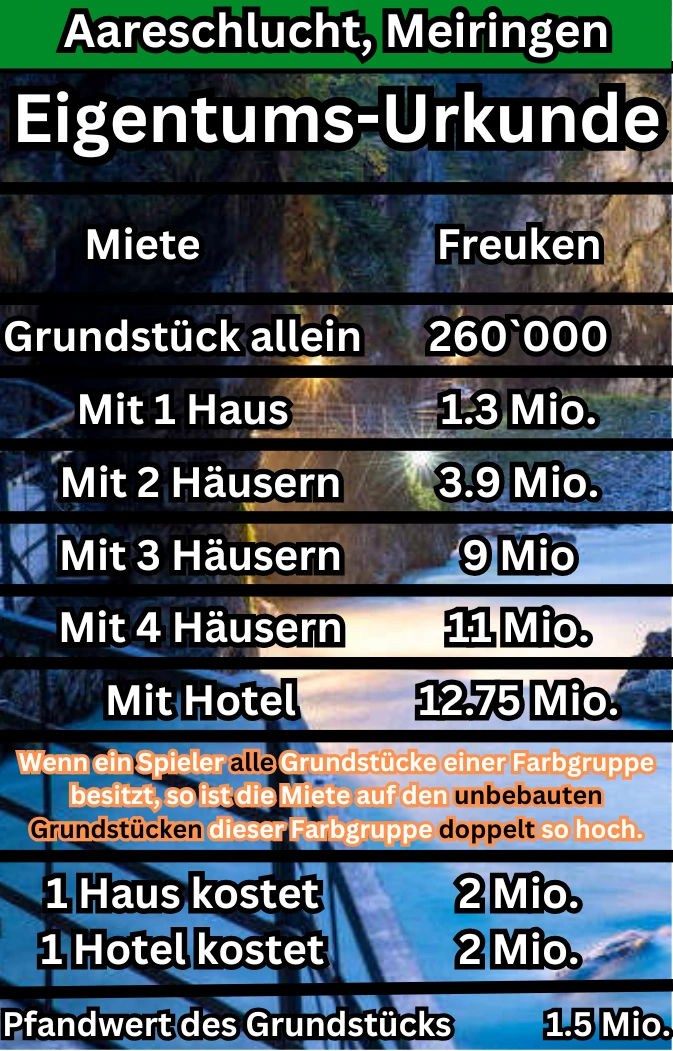 Aareschlucht, Meiringen
Eigentums-Urkunde
Miete Freuken
Grundstück allein 260`000
Mit 1 Haus 1.3 Mio.
Mit 2 Häusern 3.9 Mio.
Mit 3 Häusern 9 Mio
Mit 4 Häusern 11 Mio.
Mit Hotel 12.75 Mio.
Wenn ein Spieler alle Grundstücke einer Farbgruppe
besitzt, so ist die Miete auf den unbebauten
Grundstücken dieser Farbgruppe doppelt so hoch.
1 Haus kostet 2 Mio.
1 Hotel kostet 2 Mio.
Pfandwert des Grundstücks 1.5 Mio.